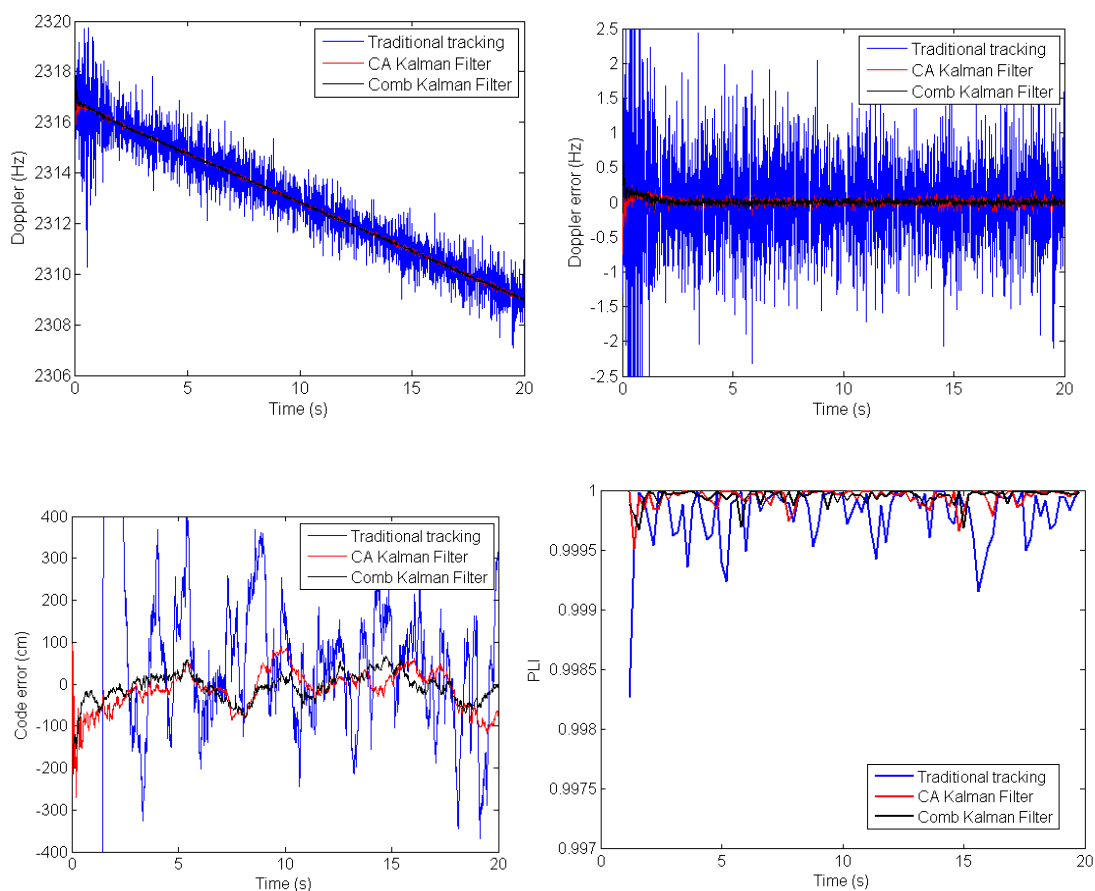 2320
2318
2316
2314
2312
2310
2308
2306
0
5
10
15
20
Doppler (Hz)
Time (s)
Traditional tracking
CA Kalman Filter
Comb Kalman Filter
2.5
2
1.5
1
0.5
0
-0.5
-1
-1.5
-2
-2.5
0
5
10
15
20
Doppler error (Hz)
Time (s)
Traditional tracking
CA Kalman Filter
Comb Kalman Filter
400
300
200
100
0
-100
-200
-300
-400
0
5
10
15
20
Code error (cm)
Time (s)
Traditional tracking
CA Kalman Filter
Comb Kalman Filter
1
0.9995
0.999
0.9985
0.998
0.9975
0.997
0
5
10
15
20
PLI
Time (s)
Traditional tracking
CA Kalman Filter
Comb Kalman Filter